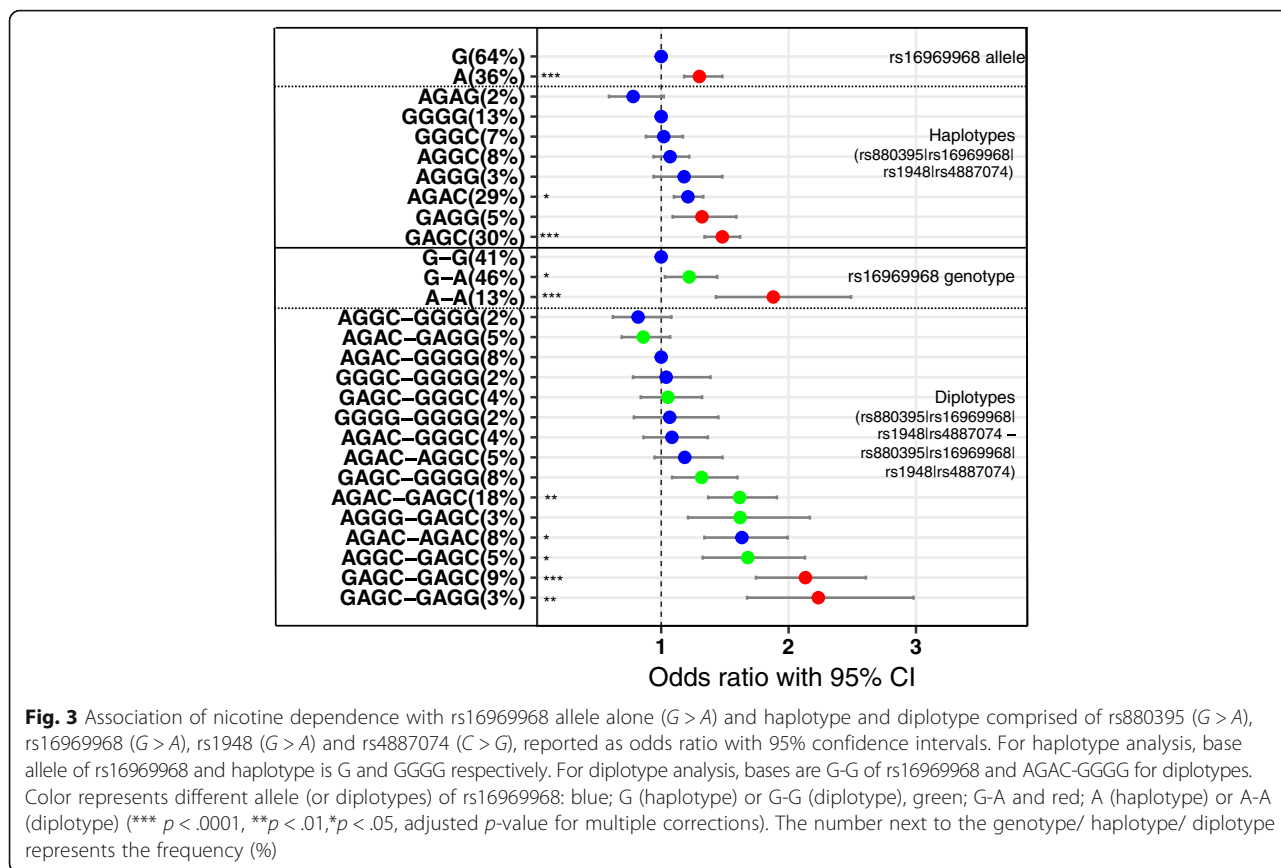 G(64%)
rs16969968 allele
A(36%) ***
AGAG(2%)
GGGG(13%)
GGGC(7%)
Haplotypes
AGGC(8%)
(rs880395|rs16969968|
AGGG(3%)
rs1948|rs4887074)
AGAC(29%) *
GAGG(5%)
GAGC(30%) ***
G–G(41%)
G–A(46%) *
rs16969968 genotype
A–A(13%) ***
AGGC–GGGG(2%)
AGAC–GAGG(5%)
AGAC–GGGG(8%)
GGGC–GGGG(2%)
GAGC–GGGC(4%)
Diplotypes
GGGG–GGGG(2%)
(rs880395|rs16969968|
AGAC–GGGC(4%)
rs1948|rs4887074 –
AGAC–AGGC(5%)
rs880395|rs16969968|
rs1948|rs4887074)
GAGC–GGGG(8%)
AGAC–GAGC(18%) **
AGGG–GAGC(3%)
AGAC–AGAC(8%) *
AGGC–GAGC(5%) *
GAGC–GAGC(9%) ***
GAGC–GAGG(3%) **
1 2 3
Odds ratio with 95% CI
Fig. 3 Association of nicotine dependence with rs16969968 allele alone (G > A) and haplotype and diplotype comprised of rs880395 (G > A),
rs16969968 (G > A), rs1948 (G > A) and rs4887074 (C > G), reported as odds ratio with 95% confidence intervals. For haplotype analysis, base
allele of rs16969968 and haplotype is G and GGGG respectively. For diplotype analysis, bases are G-G of rs16969968 and AGAC-GGGG for diplotypes.
Color represents different allele (or diplotypes) of rs16969968: blue; G (haplotype) or G-G (diplotype), green; G-A and red; A (haplotype) or A-A
(diplotype) (*** p < .0001, **p < .01,*p < .05, adjusted p-value for multiple corrections). The number next to the genotype/ haplotype/ diplotype
represents the frequency (%)